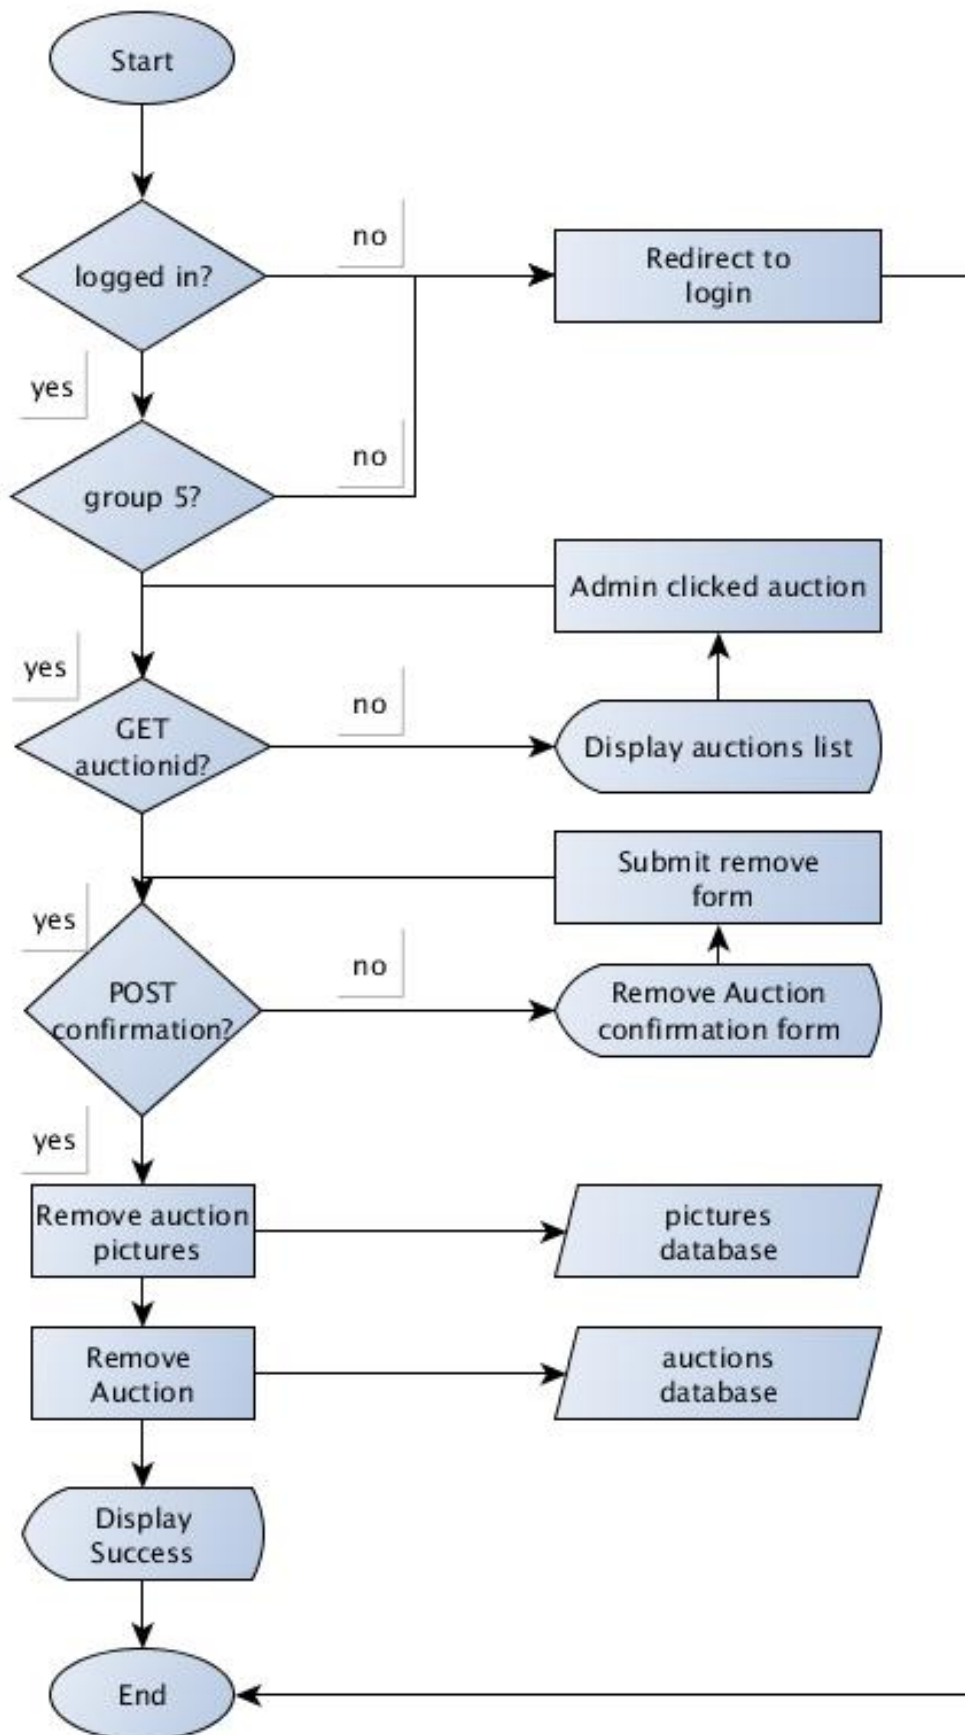 Start
logged in?
no
Redirect to
login
yes
group 5?
no
Admin clicked auction
yes
GET
auctionid?
no
Display auctions list
Submit remove
form
yes
POST
confirmation?
no
Remove Auction
confirmation form
yes
Remove auction
pictures
pictures
database
Remove
Auction
auctions
database
Display
Success
End